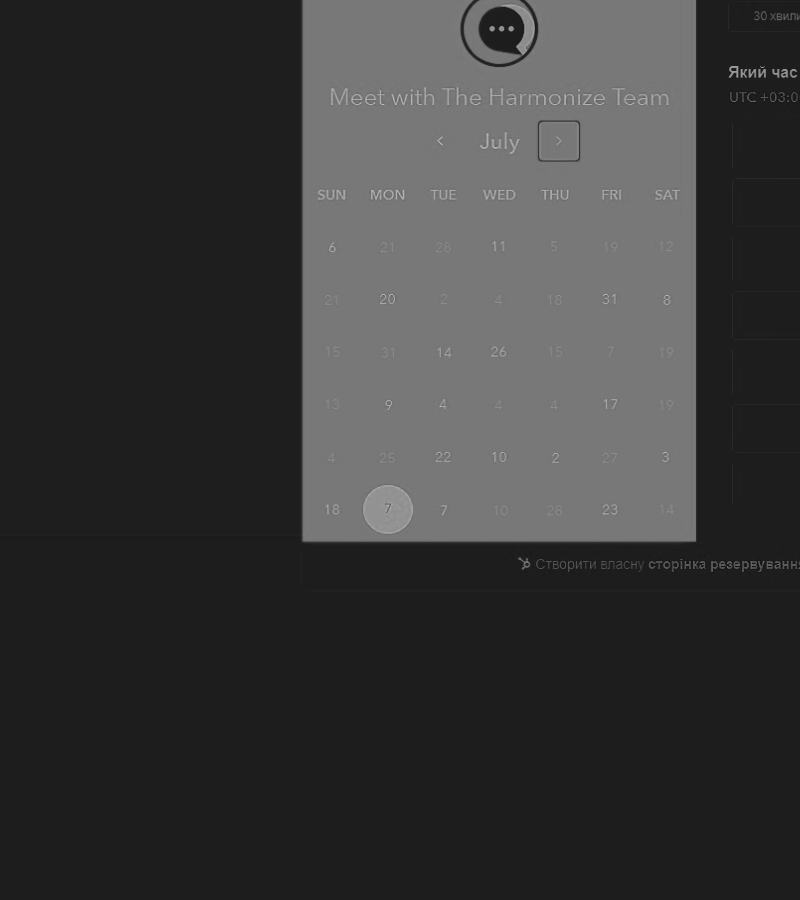 30 хвили
Meet with The Harmonize Team
Який час
UTC +03:0
July
SUN MON TUE WED THU FRI SAT
6 21 28 11 5 19 12
21 20 2 4 18 31 8
15 31 14 26 15 7 19
13 9 4 4 4 17 19
4 25 22 10 2 27 3
18 7 7 10 28 23 14
Створити власну сторінка резервування